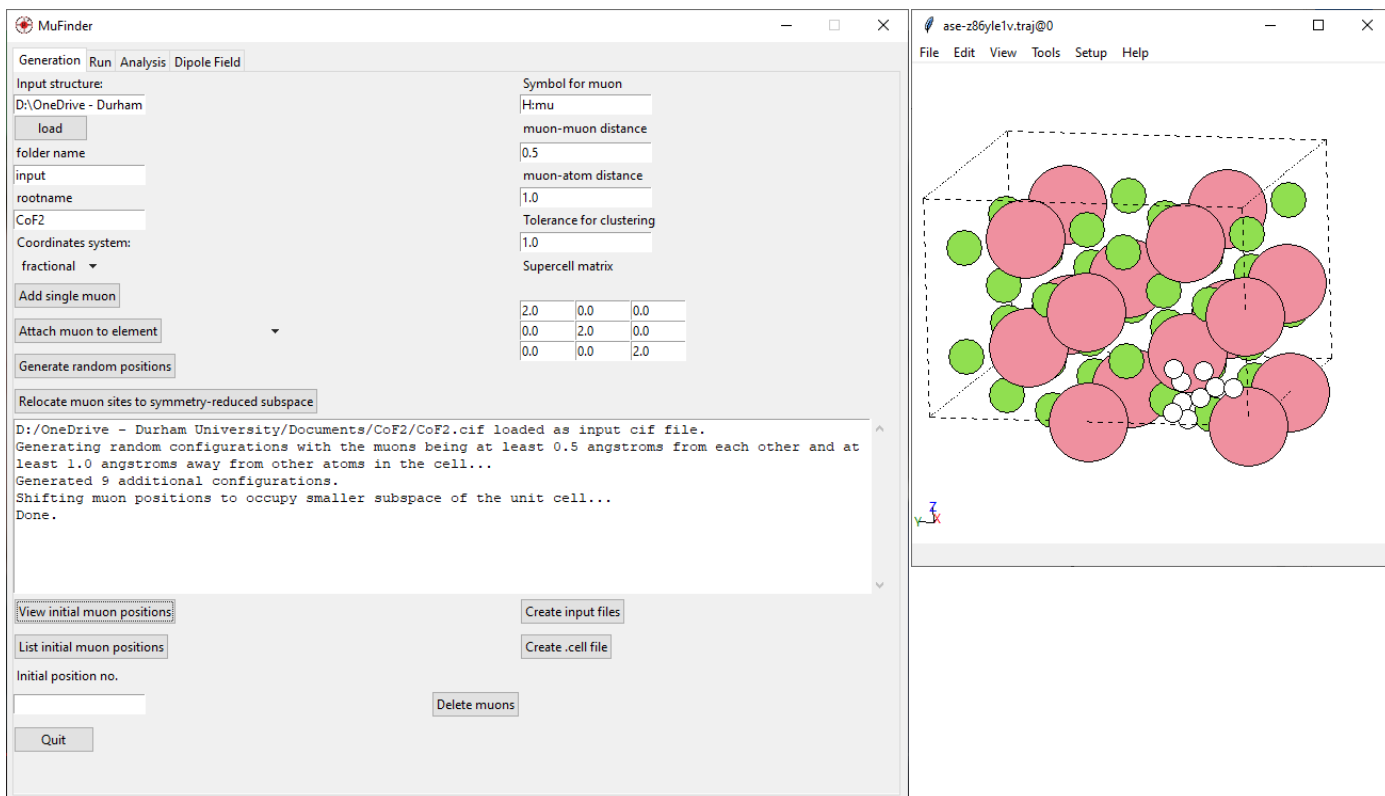 MuFinder
Generation Run Analysis Dipole Field
Input structure:
D:\OneDrive - Durham
load
folder name
input
rootname
CoF2
Coordinates system:
fractional
Add single muon
Attach muon to element
Generate random positions
Relocate muon sites to symmetry-reduced subspace
Symbol for muon
H:mu
muon-muon distance
0.5
muon-atom distance
1.0
Tolerance for clustering
1.0
Supercell matrix
2.0 0.0 0.0
0.0 2.0 0.0
0.0 0.0 2.0
D:/OneDrive - Durham University/Documents/CoF2/CoF2.cif loaded as input cif file.
Generating random configurations with the muons being at least 0.5 angstroms from each other and at
least 1.0 angstroms away from other atoms in the cell...
Generated 9 additional configurations.
Shifting muon positions to occupy smaller subspace of the unit cell...
Done.
View initial muon positions
Create input files
List initial muon positions
Create .cell file
Initial position no.
Delete muons
Quit
ase-z86yle1v.traj@0
File Edit View Tools Setup Help
Z
Y X